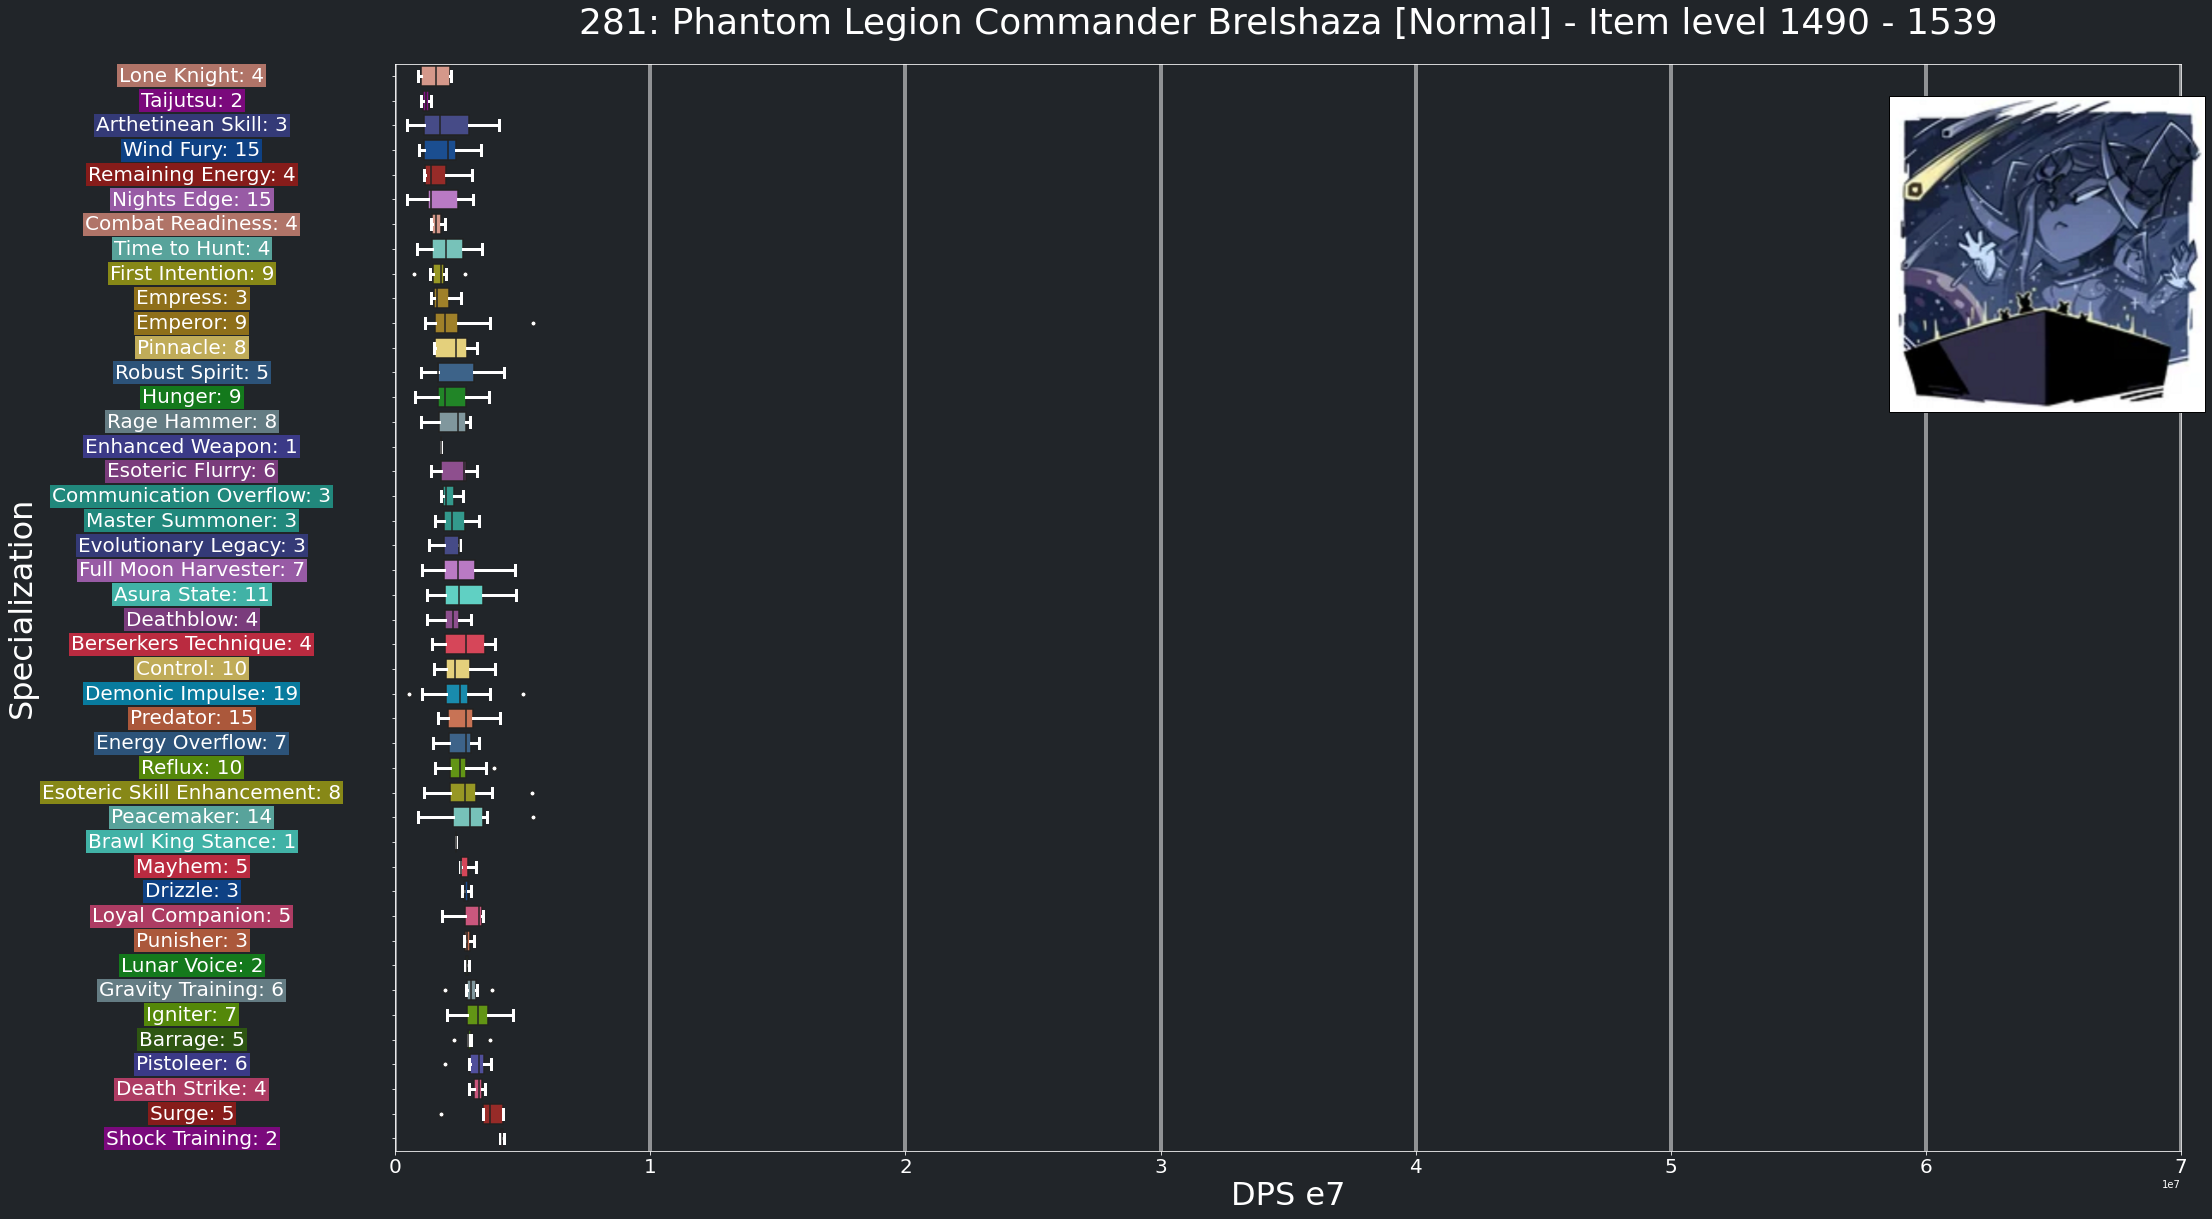 281: Phantom Legion Commander Brelshaza [Normal] - Item level 1490 - 1539
Specialization
Lone Knight: 4
Taijutsu: 2
Arthetinean Skill: 3
Wind Fury: 15
Remaining Energy: 4
Nights Edge: 15
Combat Readiness: 4
Time to Hunt: 4
First Intention: 9
Empress: 3
Emperor: 9
Pinnacle: 8
Robust Spirit: 5
Hunger: 9
Rage Hammer: 8
Enhanced Weapon: 1
Esoteric Flurry: 6
Communication Overflow: 3
Master Summoner: 3
Evolutionary Legacy: 3
Full Moon Harvester: 7
Asura State: 11
Deathblow: 4
Berserkers Technique: 4
Control: 10
Demonic Impulse: 19
Predator: 15
Energy Overflow: 7
Reflux: 10
Esoteric Skill Enhancement: 8
Peacemaker: 14
Brawl King Stance: 1
Mayhem: 5
Drizzle: 3
Loyal Companion: 5
Punisher: 3
Lunar Voice: 2
Gravity Training: 6
Igniter: 7
Barrage: 5
Pistoleer: 6
Death Strike: 4
Surge: 5
Shock Training: 2
0 1 2 3 4 5 6 7
1e7
DPS e7